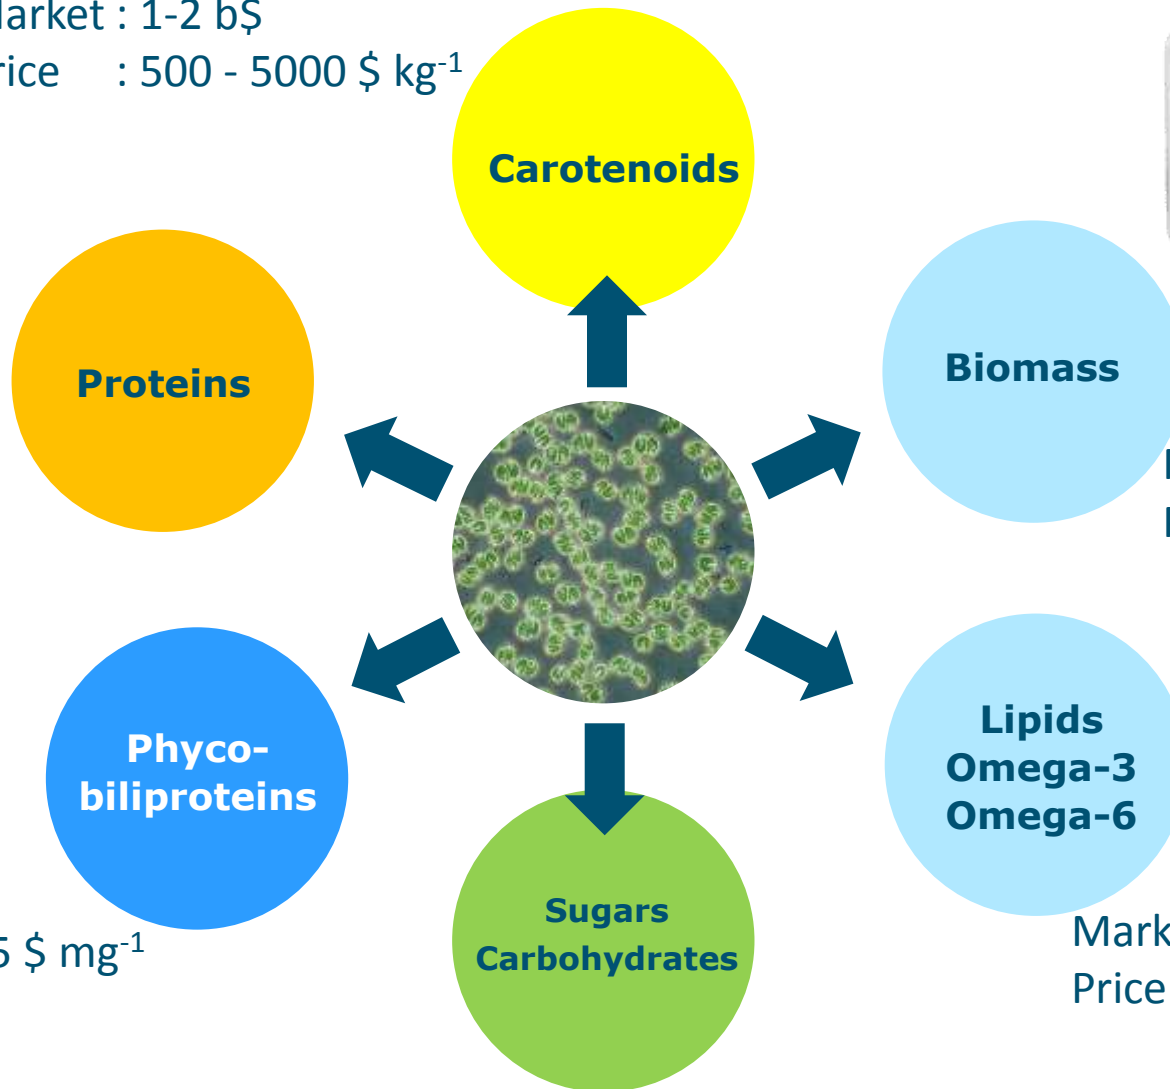 arket : 1-2 b$
rice : 500 - 5000 $ kg⁻¹
Carotenoids
Proteins
Biomass
Phyco-
biliproteins
Lipids
Omega-3
Omega-6
Sugars
Carbohydrates
5 $ mg⁻¹
Mark
Price